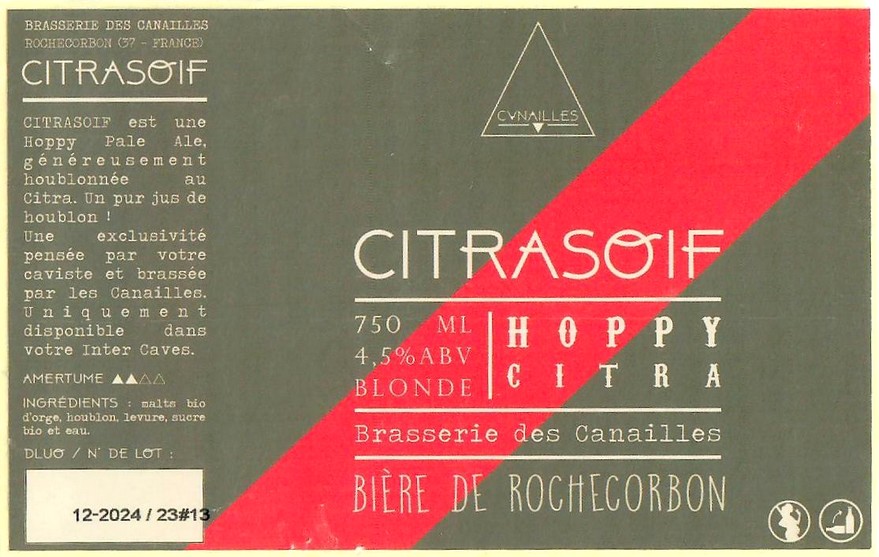 BRASSERIE DES CANAILLES
ROCHECORBON (37 - FRANCE)
CITRASOIF
CITRASOIF est une
Hoppy Pale Ale,
généreusement
houblonnée au
Citra. Un pur jus de
houblon !
Une exclusivité
pensée par votre
caviste et brassée
par les Canailles.
Uniquement
disponible dans
votre Inter Caves.
AMERTUME
INGRÉDIENTS : malts bio
d'orge, houblon, levure, sucre
bio et eau.
DLUO / N° DE LOT :
12-2024 / 23#13
CANAILLES
CITRASOIF
750 ML
4,5%ABV
BLONDE
HOPPY
CITRA
Brasserie des Canailles
BIÈRE DE ROCHECORBON